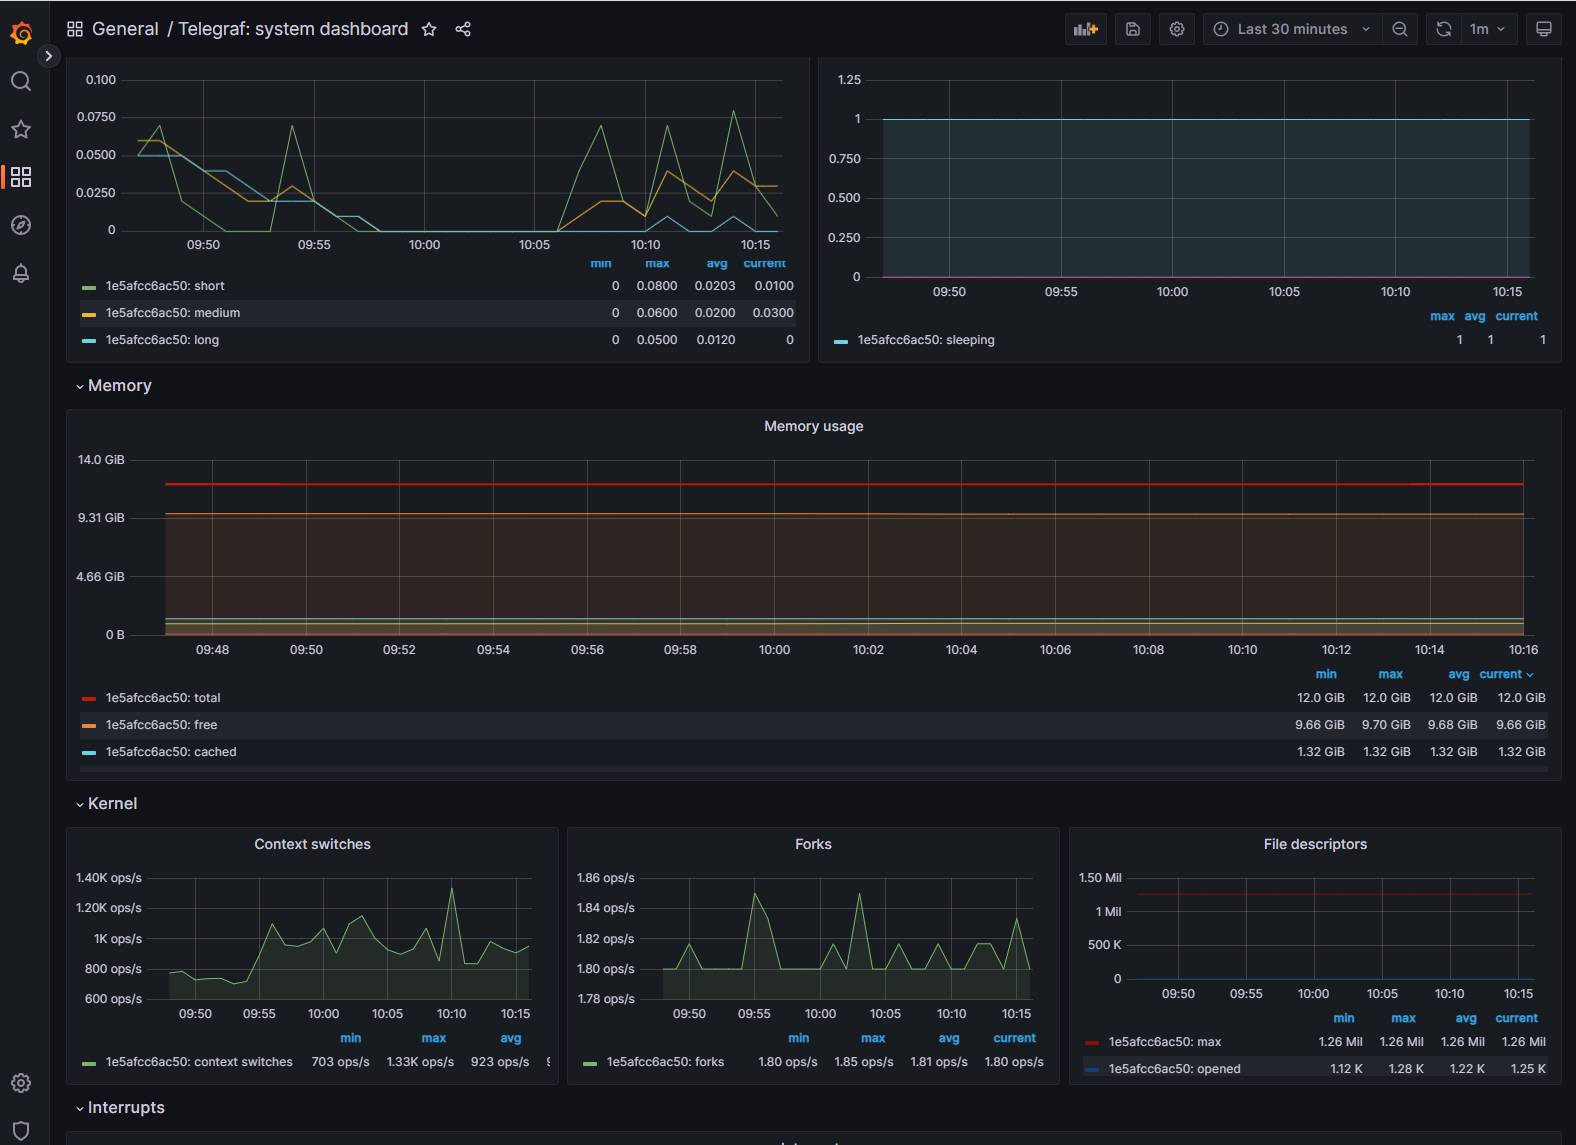 General / Telegraf: system dashboard
Last 30 minutes
1m
0.100
0.0750
0.0500
0.0250
0
09:50 09:55 10:00 10:05 10:10 10:15
min max avg current
1e5afcc6ac50: short 0 0.0800 0.0203 0.0100
1e5afcc6ac50: medium 0 0.0600 0.0200 0.0300
1e5afcc6ac50: long 0 0.0500 0.0120 0
1.25
1
0.750
0.500
0.250
0
09:50 09:55 10:00 10:05 10:10 10:15
max avg current
1e5afcc6ac50: sleeping 1 1 1
Memory
Memory usage
14.0 GiB
9.31 GiB
4.66 GiB
0 B
09:48 09:50 09:52 09:54 09:56 09:58 10:00 10:02 10:04 10:06 10:08 10:10 10:12 10:14 10:16
min max avg current
1e5afcc6ac50: total 12.0 GiB 12.0 GiB 12.0 GiB 12.0 GiB
1e5afcc6ac50: free 9.66 GiB 9.70 GiB 9.68 GiB 9.66 GiB
1e5afcc6ac50: cached 1.32 GiB 1.32 GiB 1.32 GiB 1.32 GiB
Kernel
Context switches
1.40K ops/s
1.20K ops/s
1K ops/s
800 ops/s
600 ops/s
09:50 09:55 10:00 10:05 10:10 10:15
min max avg
1e5afcc6ac50: context switches 703 ops/s 1.33K ops/s 923 ops/s
Forks
1.86 ops/s
1.84 ops/s
1.82 ops/s
1.80 ops/s
1.78 ops/s
09:50 09:55 10:00 10:05 10:10 10:15
min max avg current
1e5afcc6ac50: forks 1.80 ops/s 1.85 ops/s 1.81 ops/s 1.80 ops/s
File descriptors
1.50 Mil
1 Mil
500 K
0
09:50 09:55 10:00 10:05 10:10 10:15
min max avg current
1e5afcc6ac50: max 1.26 Mil 1.26 Mil 1.26 Mil 1.26 Mil
1e5afcc6ac50: opened 1.12 K 1.28 K 1.22 K 1.25 K
Interrupts